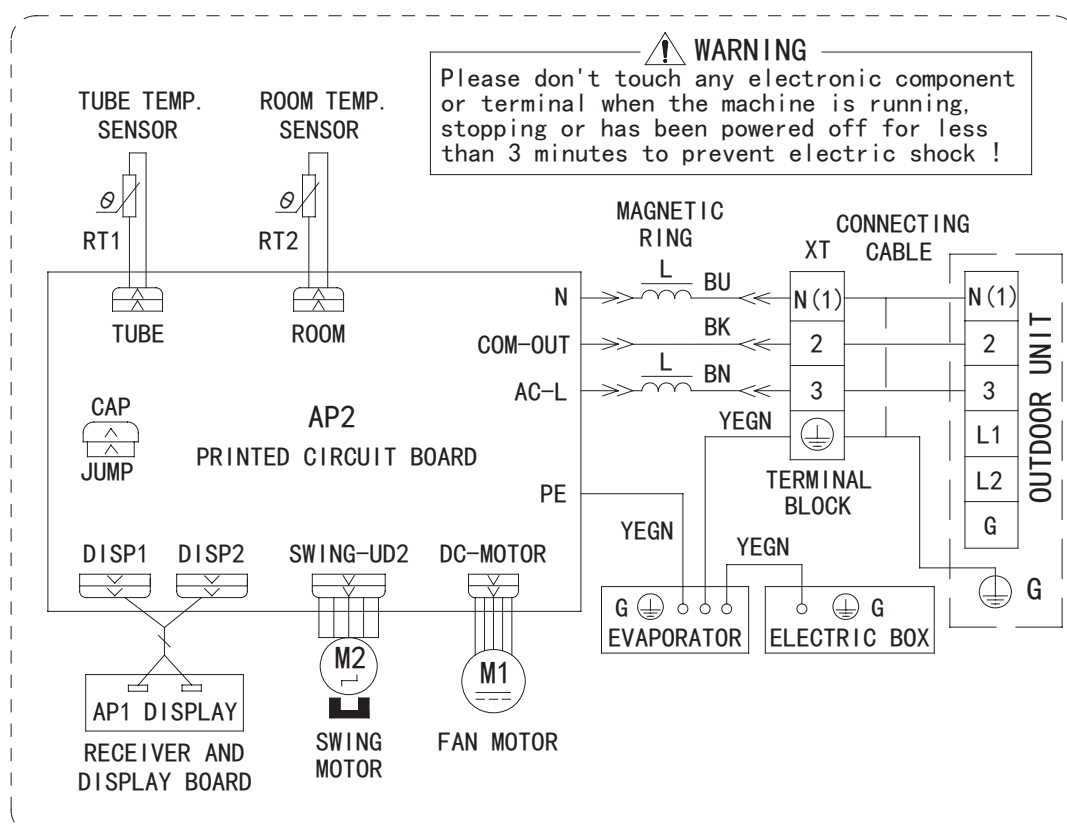 WARNING
Please don't touch any electronic component
or terminal when the machine is running,
stopping or has been powered off for less
than 3 minutes to prevent electric shock !
TUBE TEMP.
SENSOR
ROOM TEMP.
SENSOR
θ
RT1
θ
RT2
TUBE
ROOM
MAGNETIC
RING
XT
CONNECTING
CABLE
N
L
BU
N(1)
N(1)
COM-OUT
BK
2
2
AC-L
L
BN
3
3
YEGN
L1
L2
G
OUTDOOR UNIT
TERMINAL
BLOCK
CAP
JUMP
AP2
PRINTED CIRCUIT BOARD
PE
YEGN
YEGN
G
DISP1
DISP2
SWING-UD2
DC-MOTOR
G
EVAPORATOR
G
ELECTRIC BOX
M2
M1
AP1 DISPLAY
RECEIVER AND
DISPLAY BOARD
SWING
MOTOR
FAN MOTOR